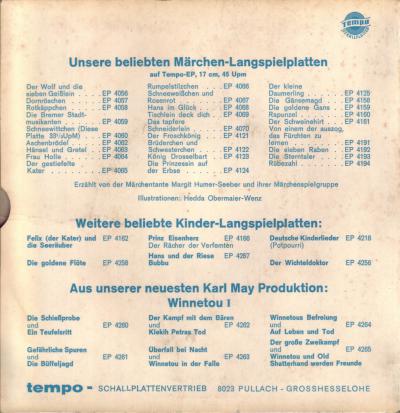 Tempo
SCHALLPLATTEN
Unsere beliebten Märchen-Langspielplatten
auf Tempo-EP, 17 cm, 45 Upm
Der Wolf und die
sieben Geißlein . . EP 4056
Dornröschen . . EP 4057
Rotkäppchen . . EP 4058
Die Bremer Stadt-
musikanten . . . . EP 4059
Schneewittchen (Diese
Platte 33⅓UpM) . EP 4060
Aschenbrödel . . EP 4062
Hänsel und Gretel EP 4063
Frau Holle . . . . EP 4064
Der gestiefelte
Kater . . . . . . EP 4065
Rumpelstilzchen . EP 4066
Schneeweißchen und
Rosenrot . . . . EP 4067
Hans im Glück . . EP 4068
Tischlein deck dich EP 4069
Das tapfere
Schneiderlein . . EP 4070
Der Froschkönig EP 4121
Brüderchen und
Schwesterchen . . EP 4122
König Drosselbart EP 4123
Die Prinzessin auf
der Erbse . . . . EP 4124
Der kleine
Daumerling . . . EP 4125
Die Gänsemagd EP 4158
Die goldene Gans EP 4159
Rapunzel . . . . EP 4160
Der Schweinehirt EP 4161
Von einem der auszog,
das Fürchten zu
lernen . . . . . . EP 4191
Die sieben Raben EP 4192
Die Sterntaler . . EP 4193
Rübezahl . . . . EP 4194
Erzählt von der Märchentante Margit Humer-Seeber und ihrer Märchenspielgruppe
Illustrationen: Hedda Obermaier-Wenz
Weitere beliebte Kinder-Langspielplatten:
Felix (der Kater) und EP 4162
die Seeräuber
Die goldene Flöte EP 4258
Prinz Eisenherz EP 4166
Der Rächer der Verfemten
Hans und der Riese EP 4257
Bubbu
Deutsche Kinderlieder EP 4218
(Potpourri)
Der Wichteldoktor EP 4256
Aus unserer neuesten Karl May Produktion:
Winnetou I
Die Schießprobe
und EP 4260
Ein Teufelsritt
Gefährliche Spuren
und EP 4261
Die Büffeljagd
Der Kampf mit dem Bären
und EP 4262
Klekih Petras Tod
Überfall bei Nacht
und EP 4263
Winnetou in der Falle
Winnetous Befreiung
und EP 4264
Auf Leben und Tod
Der große Zweikampf
und EP 4265
Winnetou und Old
Shatterhand werden Freunde
tempo - SCHALLPLATTENVERTRIEB 8023 PULLACH - GROSSHESSELOHE